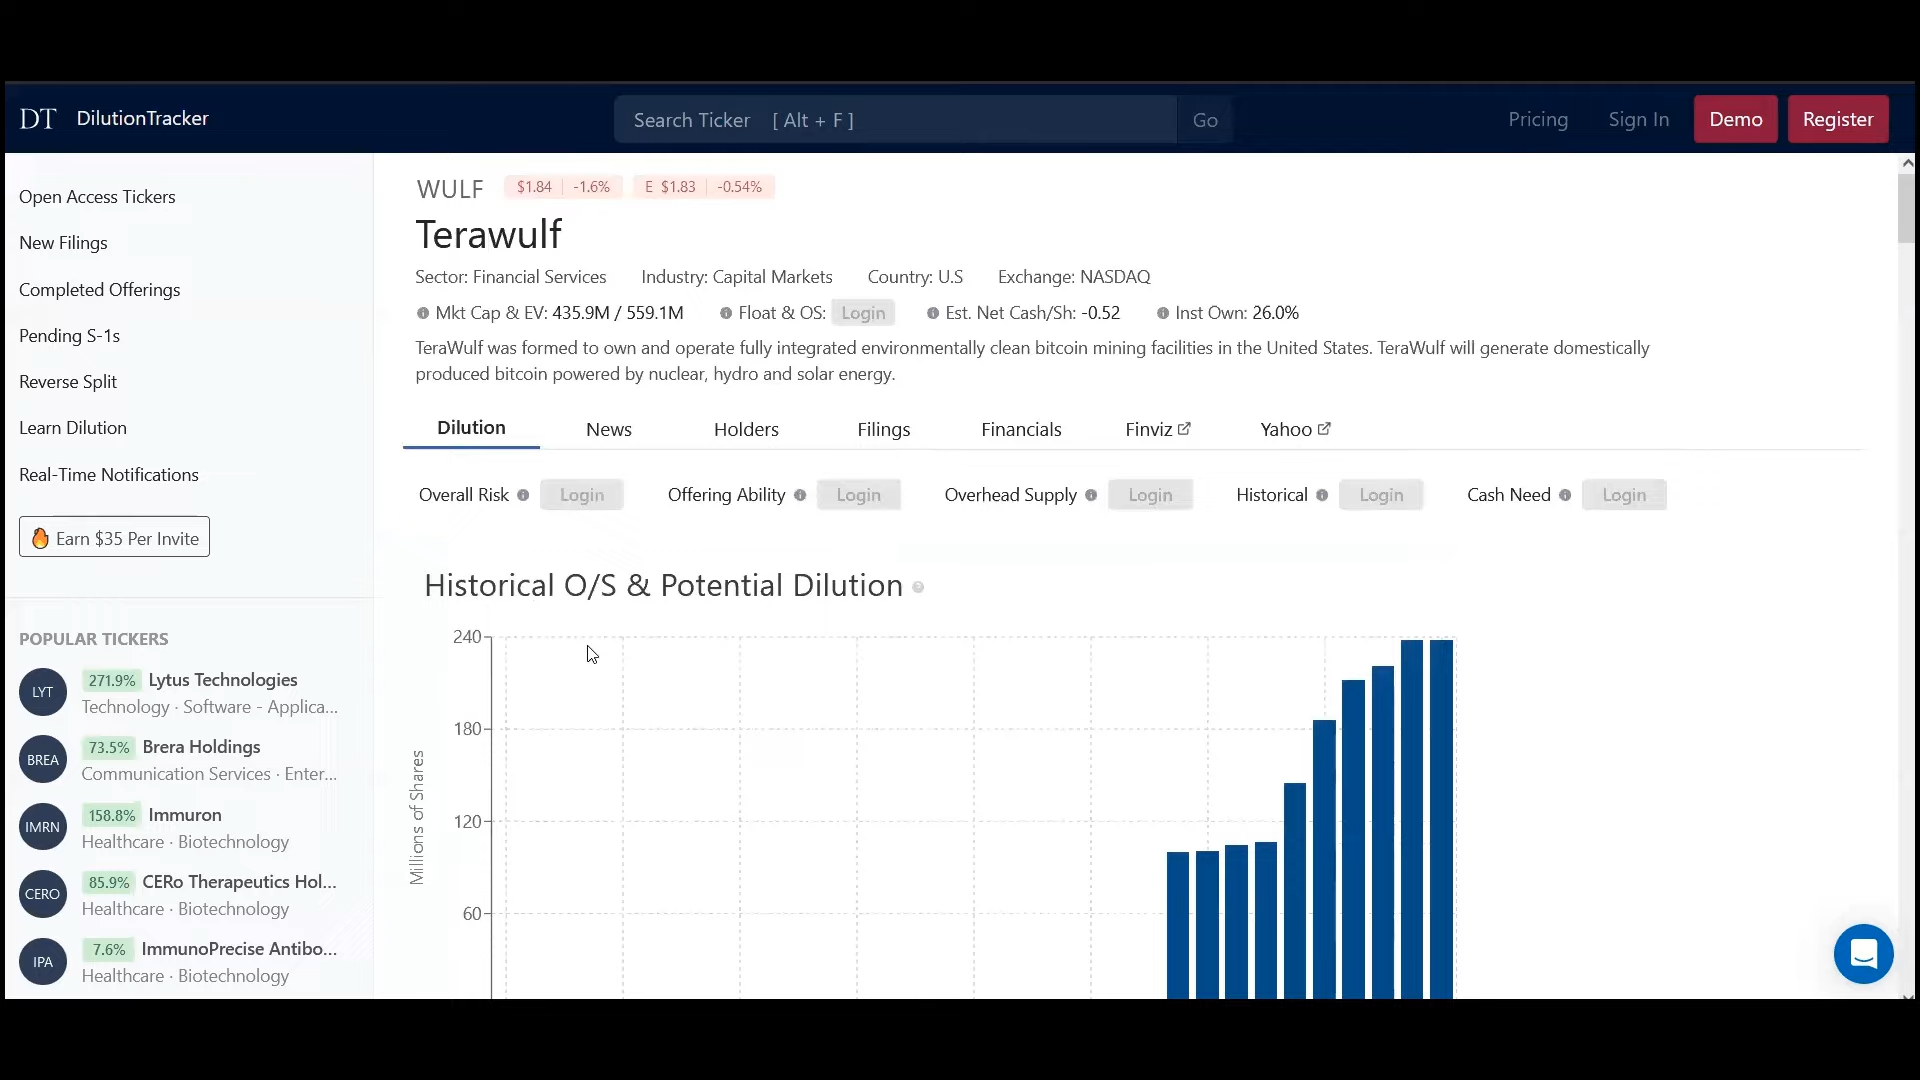 DT DilutionTracker Search Ticker [ Alt + F ] Go Pricing Sign In Demo Register
Open Access Tickers
New Filings
Completed Offerings
Pending S-1s
Reverse Split
Learn Dilution
Real-Time Notifications
Earn $35 Per Invite
POPULAR TICKERS
LYT 271.9% Lytus Technologies
Technology · Software - Applica...
BREA 73.5% Brera Holdings
Communication Services · Enter...
IMRN 158.8% Immuron
Healthcare · Biotechnology
CERO 85.9% CERo Therapeutics Hol...
Healthcare · Biotechnology
IPA 7.6% ImmunoPrecise Antibo...
Healthcare · Biotechnology
WULF $1.84 -1.6% E $1.83 -0.54%
Terawulf
Sector: Financial Services Industry: Capital Markets Country: U.S Exchange: NASDAQ
Mkt Cap & EV: 435.9M / 559.1M Float & OS: Login Est. Net Cash/Sh: -0.52 Inst Own: 26.0%
TeraWulf was formed to own and operate fully integrated environmentally clean bitcoin mining facilities in the United States. TeraWulf will generate domestically
produced bitcoin powered by nuclear, hydro and solar energy.
Dilution News Holders Filings Financials Finviz Yahoo
Overall Risk Login Offering Ability Login Overhead Supply Login Historical Login Cash Need Login
Historical O/S & Potential Dilution
Millions of Shares
240
180
120
60